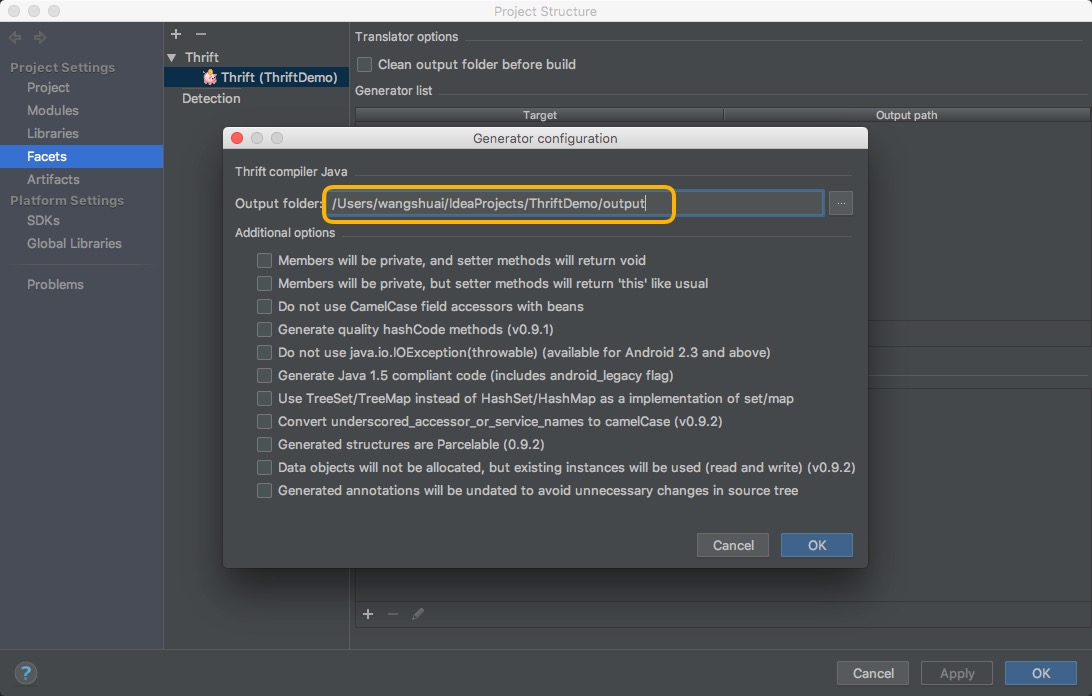 Project Structure
Project Settings
Project
Modules
Libraries
Facets
Artifacts
Platform Settings
SDKs
Global Libraries
Problems
Thrift
Thrift (ThriftDemo)
Detection
Translator options
Clean output folder before build
Generator list
Target Output path
Generator configuration
Thrift compiler Java
Output folder: /Users/wangshuai/IdeaProjects/ThriftDemo/output ...
Additional options
Members will be private, and setter methods will return void
Members will be private, but setter methods will return 'this' like usual
Do not use CamelCase field accessors with beans
Generate quality hashCode methods (v0.9.1)
Do not use java.io.IOException(throwable) (available for Android 2.3 and above)
Generate Java 1.5 compliant code (includes android_legacy flag)
Use TreeSet/TreeMap instead of HashSet/HashMap as a implementation of set/map
Convert underscored_accessor_or_service_names to camelCase (v0.9.2)
Generated structures are Parcelable (0.9.2)
Data objects will not be allocated, but existing instances will be used (read and write) (v0.9.2)
Generated annotations will be undated to avoid unnecessary changes in source tree
Cancel OK
? Cancel Apply OK